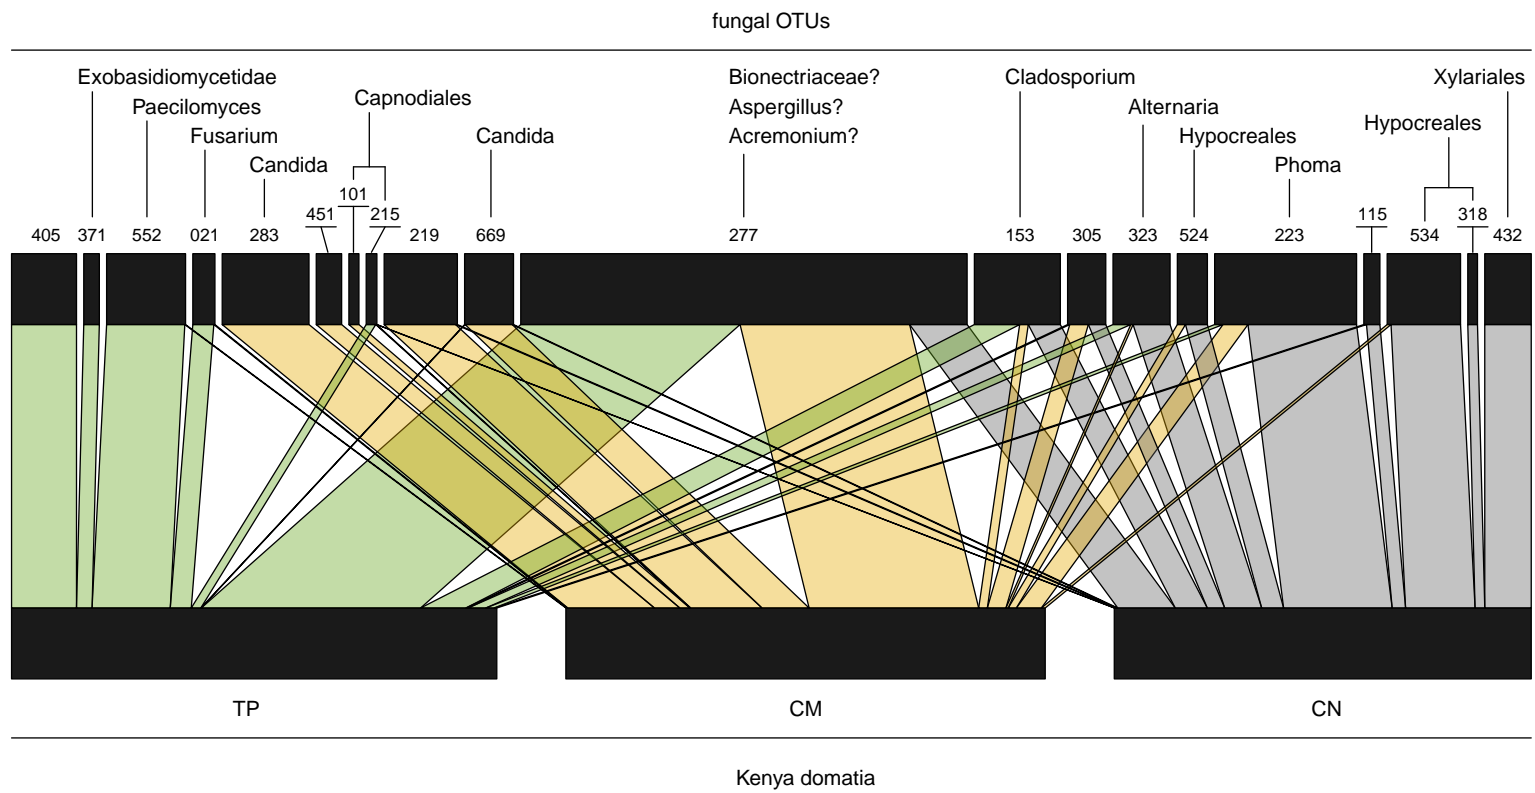 fungal OTUs
Exobasidiomycetidae
Paecilomyces
Fusarium
Candida
Capnodiales
Candida
Bionectriaceae?
Aspergillus?
Acremonium?
Cladosporium
Alternaria
Hypocreales
Phoma
Hypocreales
Xylariales
101
451
215
115
318
405 371 552 021 283 219 669 277 153 305 323 524 223 534 432
TP CM CN
Kenya domatia